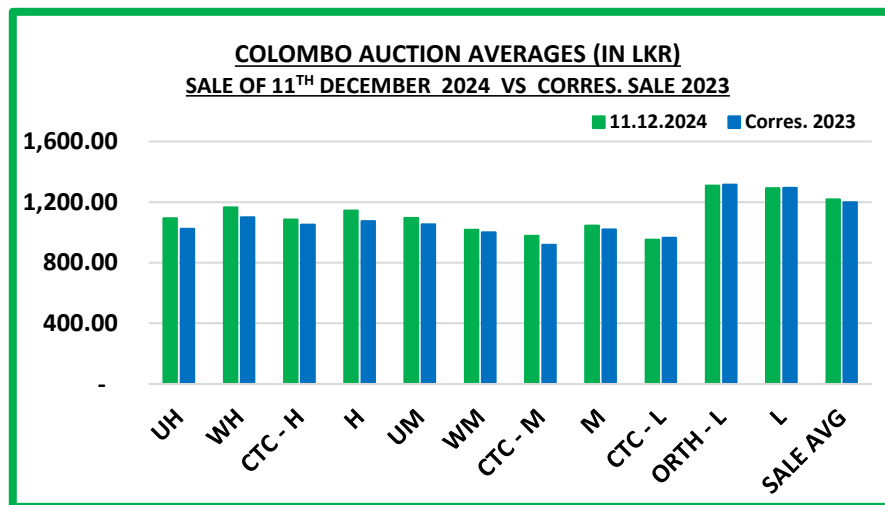 COLOMBO AUCTION AVERAGES (IN LKR)
SALE OF 11TH DECEMBER 2024 VS CORRES. SALE 2023
11.12.2024 Corres. 2023
1,600.00
1,200.00
800.00
400.00
-
UH
WH
CTC - H
H
UM
WM
CTC - M
M
CTC - L
ORTH - L
L
SALE AVG